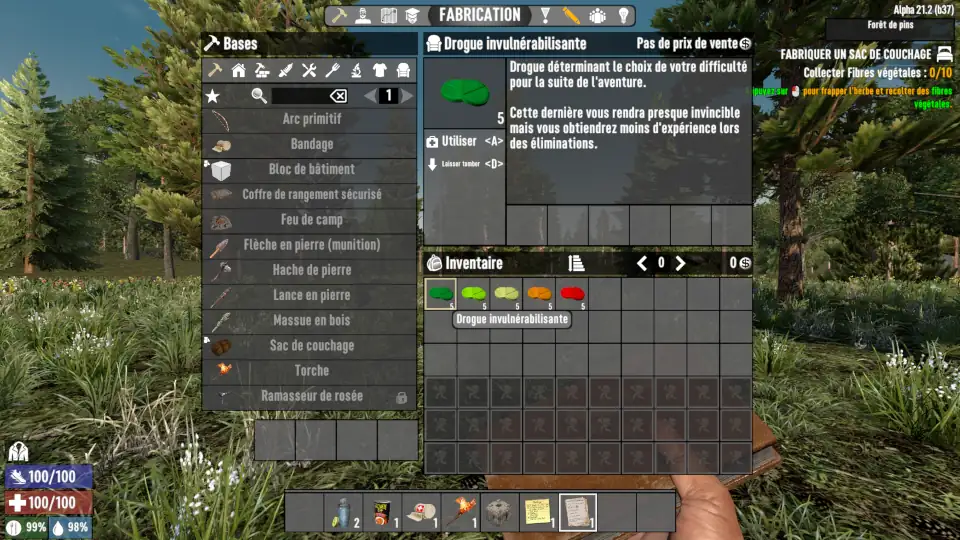 FABRICATION
Alpha 21.2 (b37)
Forêt de pins
FABRIQUER UN SAC DE COUCHAGE
Collecter Fibres végétales : 0/10
puyez sur pour frapper l'herbe et récolter des fibres
végétales.
Bases
1
Arc primitif
Bandage
Bloc de bâtiment
Coffre de rangement sécurisé
Feu de camp
Flèche en pierre (munition)
Hache de pierre
Lance en pierre
Massue en bois
Sac de couchage
Torche
Ramasseur de rosée
Drogue invulnérabilisante
Pas de prix de vente
5
Utiliser <A>
Laisser tomber <D>
Drogue déterminant le choix de votre difficulté
pour la suite de l'aventure.
Cette dernière vous rendra presque invincible
mais vous obtiendrez moins d'expérience lors
des éliminations.
Inventaire
0
0
5 5 5 5 5
Drogue invulnérabilisante
100/100
100/100
99% 98%
2 1 1 1 1 1